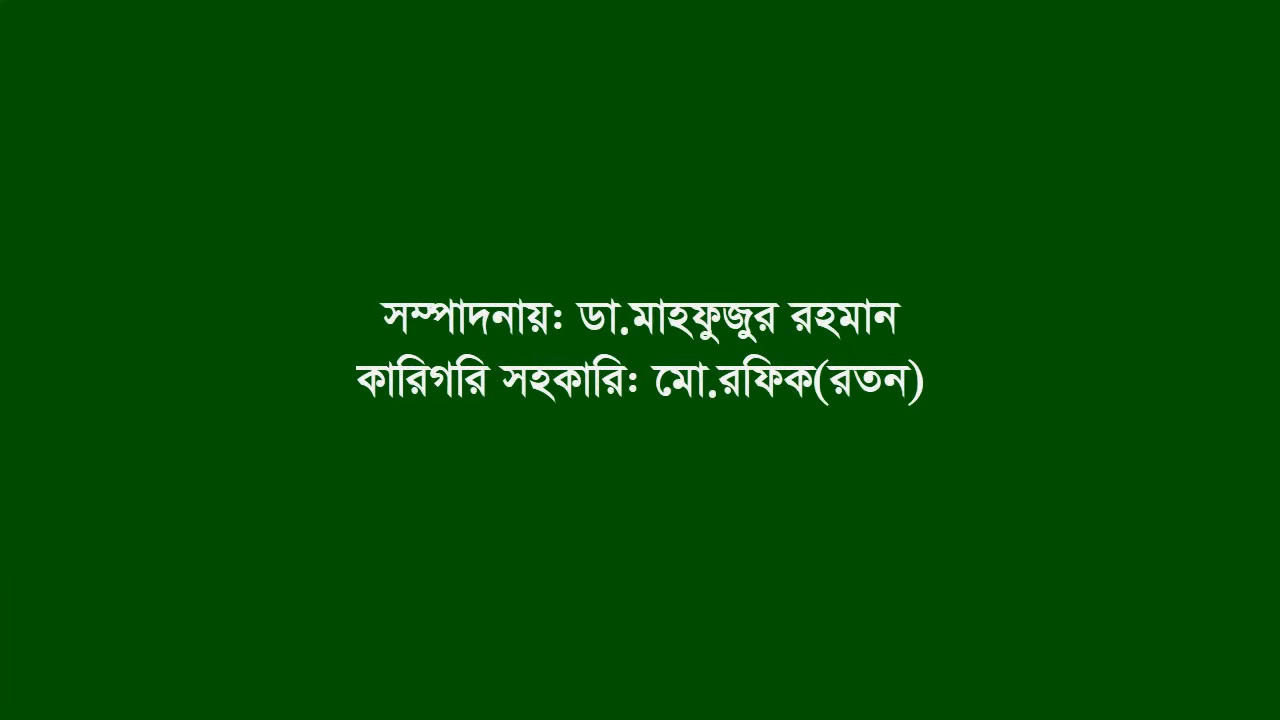 সম্পাদনায়: ডা.মাহফুজুর রহমান
কারিগরি সহকারি: মো.রফিক(রতন)